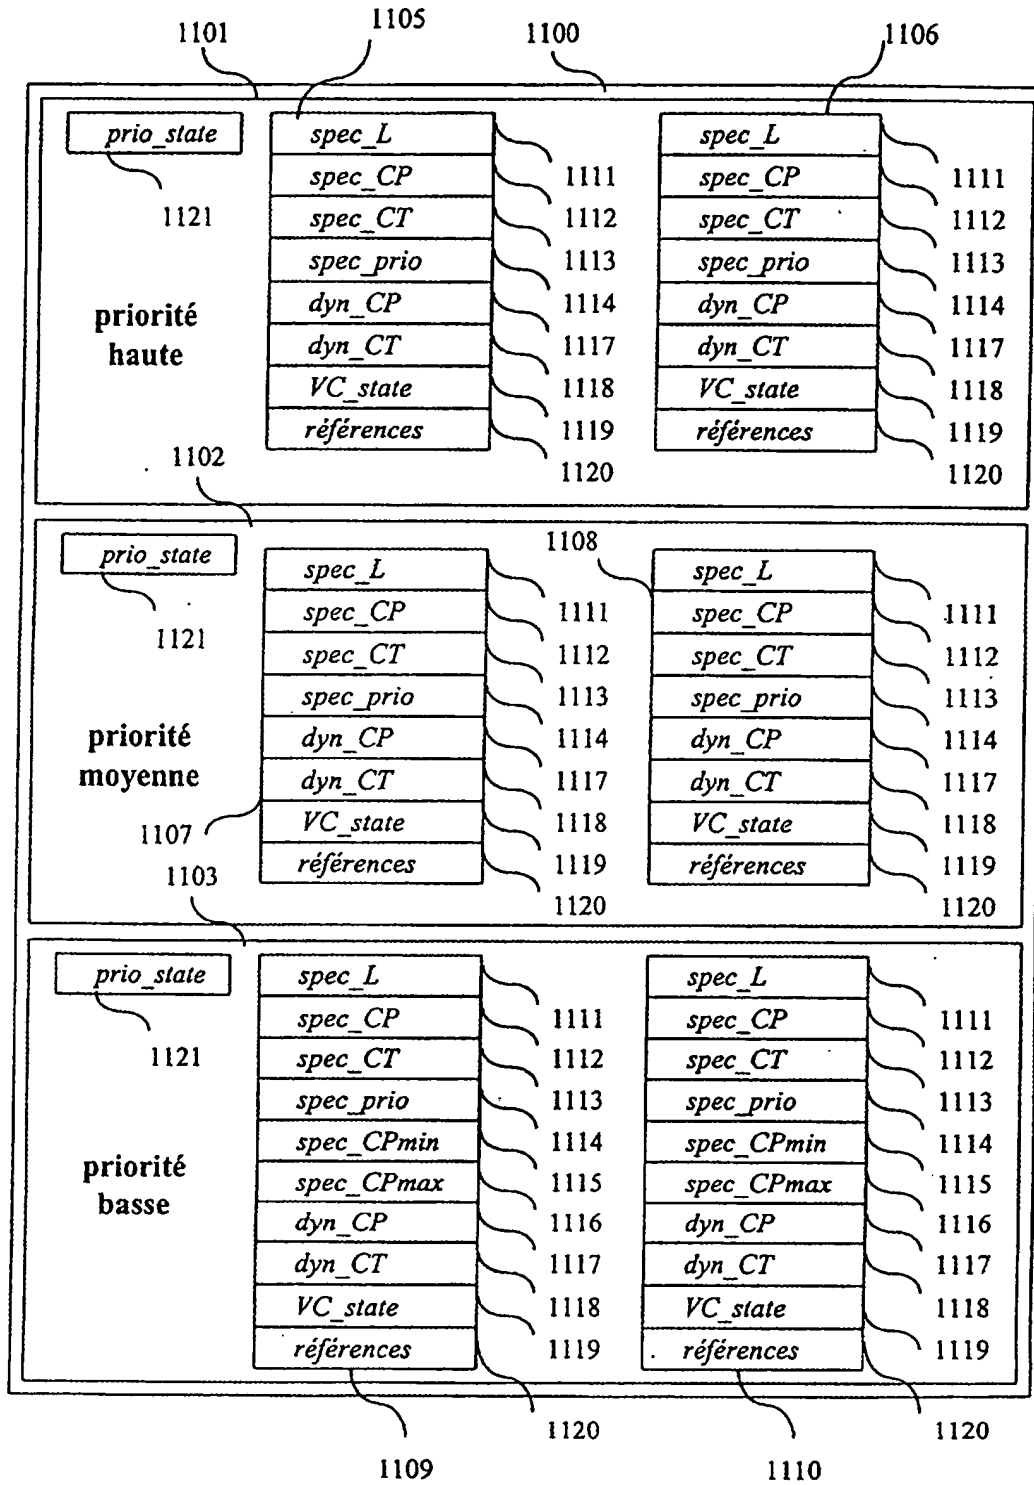 1101 1105 1100 1106
prio_state spec_L spec_L
1121 spec_CP 1111 spec_CP 1111
spec_CT 1112 spec_CT 1112
spec_prio 1113 spec_prio 1113
priorité dyn_CP 1114 dyn_CP 1114
haute dyn_CT 1117 dyn_CT 1117
VC_state 1118 VC_state 1118
références 1119 références 1119
1102 1120 1120
prio_state 1108
spec_L spec_L
1121 spec_CP 1111 spec_CP 1111
spec_CT 1112 spec_CT 1112
spec_prio 1113 spec_prio 1113
priorité dyn_CP 1114 dyn_CP 1114
moyenne dyn_CT 1117 dyn_CT 1117
1107 VC_state 1118 VC_state 1118
1103 références 1119 références 1119
1120 1120
prio_state spec_L spec_L
1121 spec_CP 1111 spec_CP 1111
spec_CT 1112 spec_CT 1112
spec_prio 1113 spec_prio 1113
priorité spec_CPmin 1114 spec_CPmin 1114
basse spec_CPmax 1115 spec_CPmax 1115
dyn_CP 1116 dyn_CP 1116
dyn_CT 1117 dyn_CT 1117
VC_state 1118 VC_state 1118
références 1119 références 1119
1120 1120
1109 1110